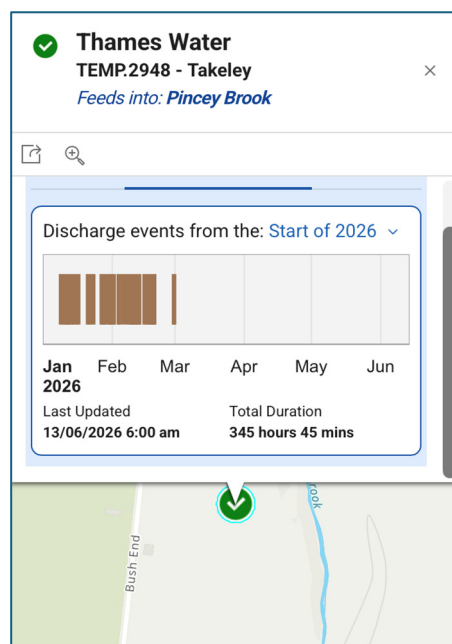 Thames Water
TEMP.2948 - Takeley
Feeds into: Pincey Brook
Discharge events from the: Start of 2026
Jan Feb Mar Apr May Jun
2026
Last Updated Total Duration
13/06/2026 6:00 am 345 hours 45 mins
rook
Bush End